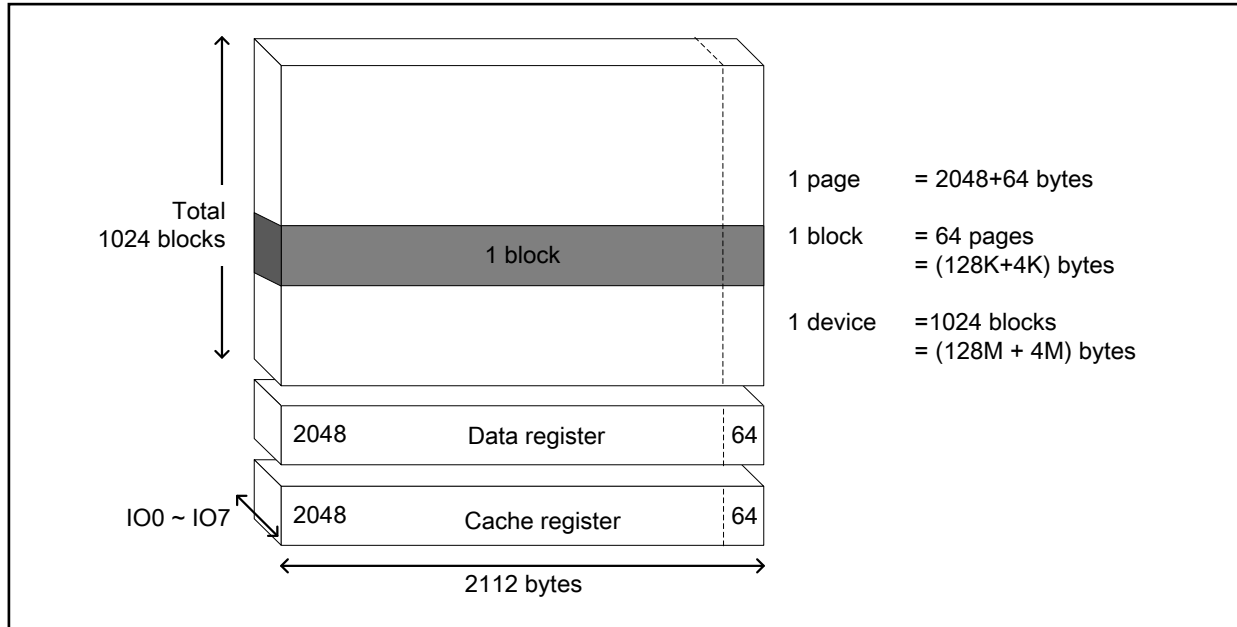 Total
1024 blocks
1 block
1 page = 2048+64 bytes
1 block = 64 pages
= (128K+4K) bytes
1 device =1024 blocks
= (128M + 4M) bytes
2048 Data register 64
IO0 ~ IO7
2048 Cache register 64
2112 bytes